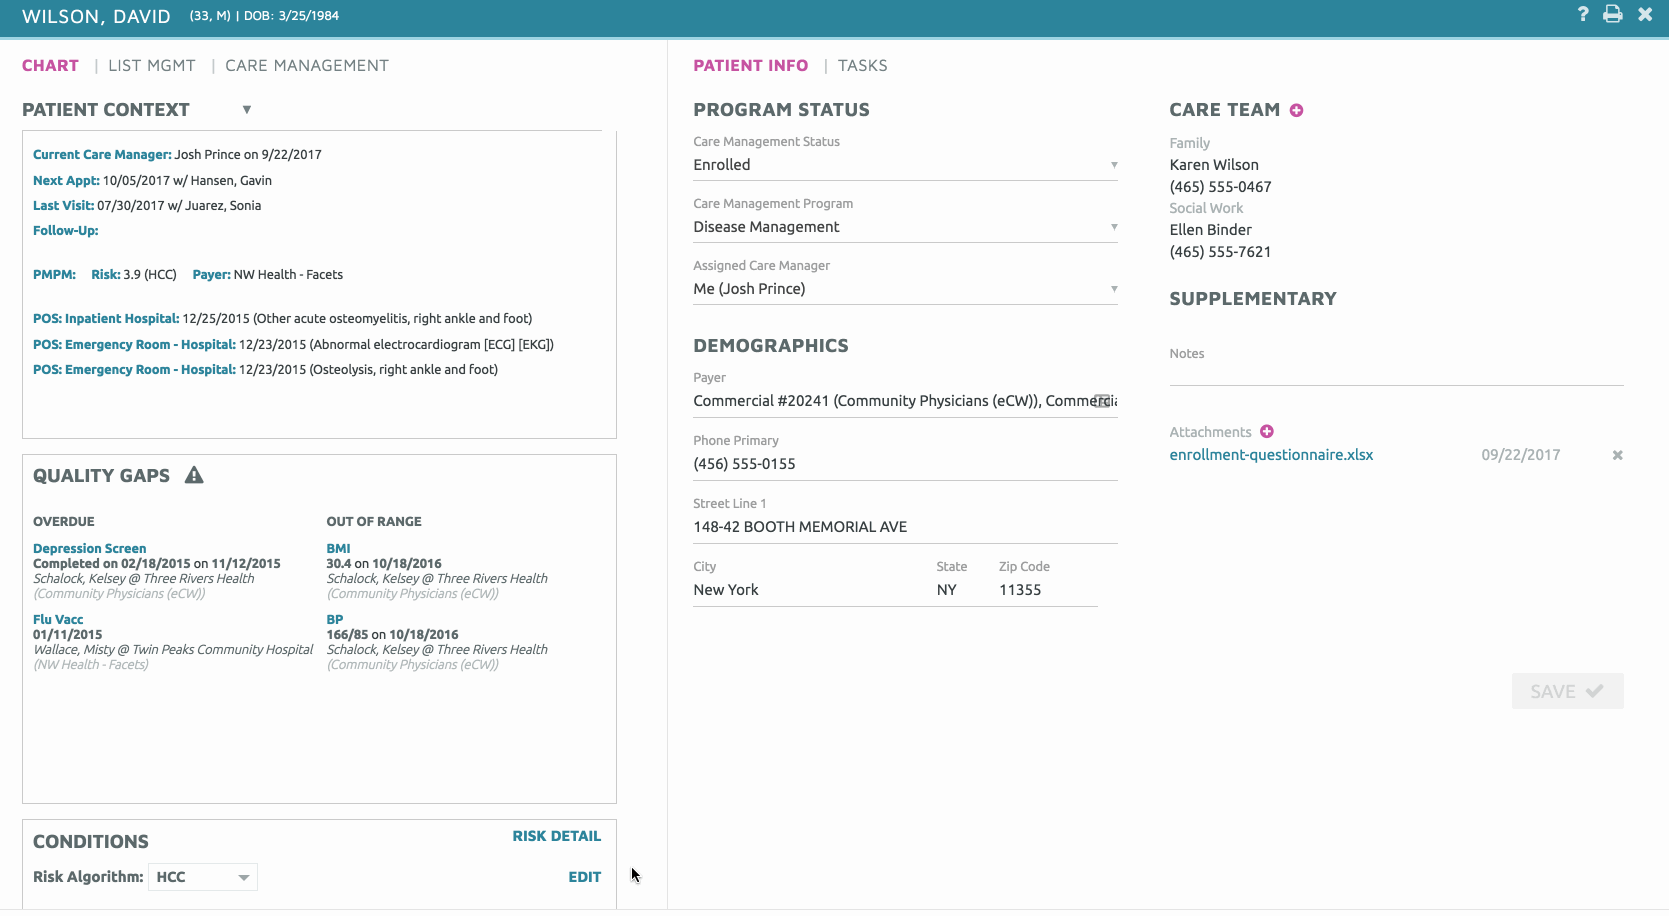 WILSON, DAVID (33, M) | DOB: 3/25/1984
?
CHART | LIST MGMT | CARE MANAGEMENT
PATIENT CONTEXT
Current Care Manager: Josh Prince on 9/22/2017
Next Appt: 10/05/2017 w/ Hansen, Gavin
Last Visit: 07/30/2017 w/ Juarez, Sonia
Follow-Up:
PMPM: Risk: 3.9 (HCC) Payer: NW Health - Facets
POS: Inpatient Hospital: 12/25/2015 (Other acute osteomyelitis, right ankle and foot)
POS: Emergency Room - Hospital: 12/23/2015 (Abnormal electrocardiogram [ECG] [EKG])
POS: Emergency Room - Hospital: 12/23/2015 (Osteolysis, right ankle and foot)
QUALITY GAPS
OVERDUE
Depression Screen
Completed on 02/18/2015 on 11/12/2015
Schalock, Kelsey @ Three Rivers Health
(Community Physicians (eCW))
Flu Vacc
01/11/2015
Wallace, Misty @ Twin Peaks Community Hospital
(NW Health - Facets)
OUT OF RANGE
BMI
30.4 on 10/18/2016
Schalock, Kelsey @ Three Rivers Health
(Community Physicians (eCW))
BP
166/85 on 10/18/2016
Schalock, Kelsey @ Three Rivers Health
(Community Physicians (eCW))
CONDITIONS
RISK DETAIL
Risk Algorithm: HCC
EDIT
PATIENT INFO | TASKS
PROGRAM STATUS
Care Management Status
Enrolled
Care Management Program
Disease Management
Assigned Care Manager
Me (Josh Prince)
DEMOGRAPHICS
Payer
Commercial #20241 (Community Physicians (eCW)),
Phone Primary
(456) 555-0155
Street Line 1
148-42 BOOTH MEMORIAL AVE
City State Zip Code
New York NY 11355
CARE TEAM
Family
Karen Wilson
(465) 555-0467
Social Work
Ellen Binder
(465) 555-7621
SUPPLEMENTARY
Notes
Attachments
enrollment-questionnaire.xlsx 09/22/2017
SAVE